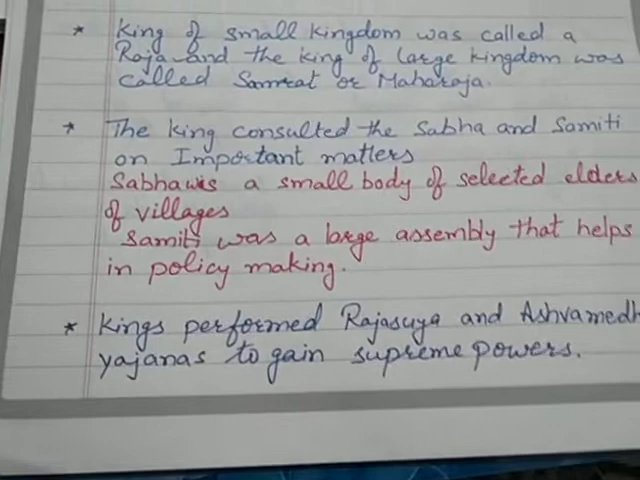 * King of small kingdom was called a
Raja and the king of large kingdom was
called Samrat or Maharaja.
* The king consulted the Sabha and Samiti
on Important matters
Sabha was a small body of selected elders
of villages
Samiti was a large assembly that helps
in policy making.
* Kings performed Rajasuya and Ashvamedh
yajanas to gain supreme powers.